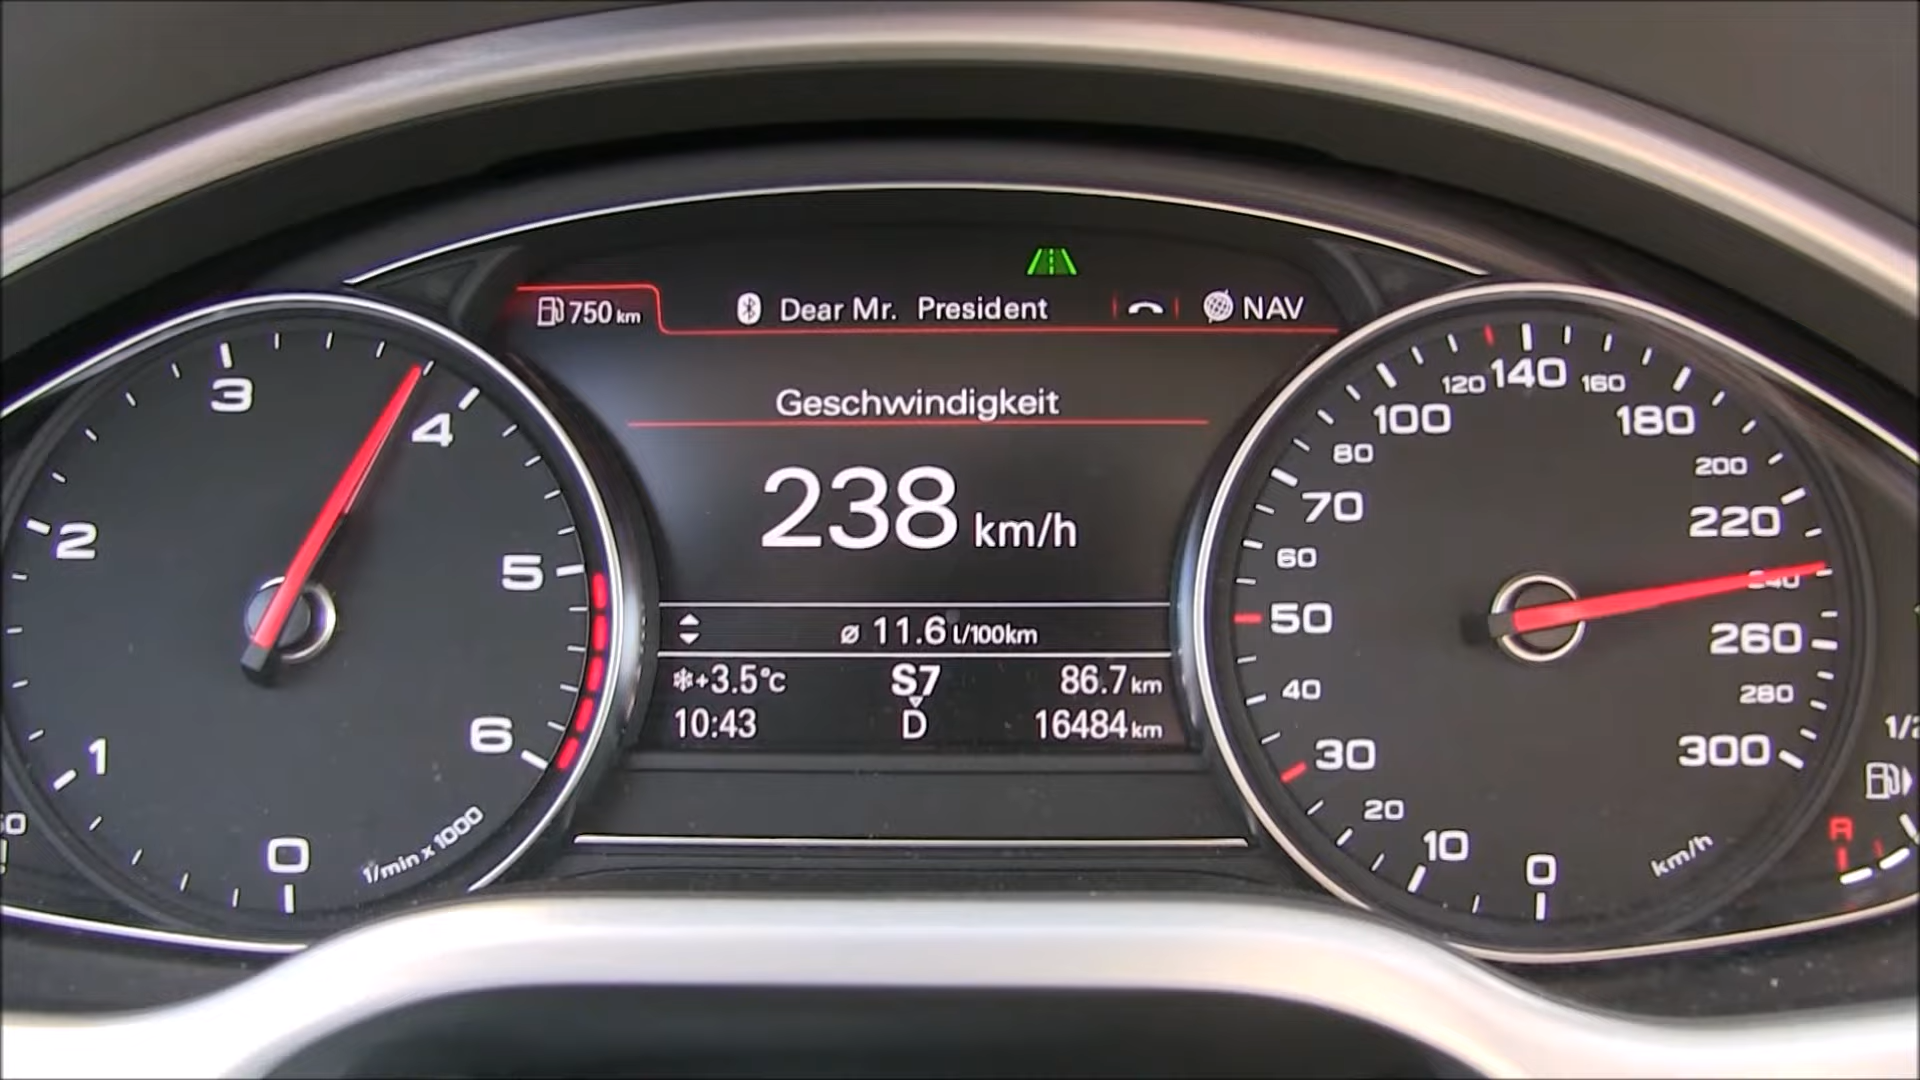 750 km
Dear Mr. President
NAV
Geschwindigkeit
238 km/h
ø 11.6 l/100km
+3.5°C S7 86.7 km
10:43 D 16484 km
0
1
2
3
4
5
6
1/min x 1000
0
10
20
30
40
50
60
70
80
100
120
140
160
180
200
220
240
260
280
300
km/h
R